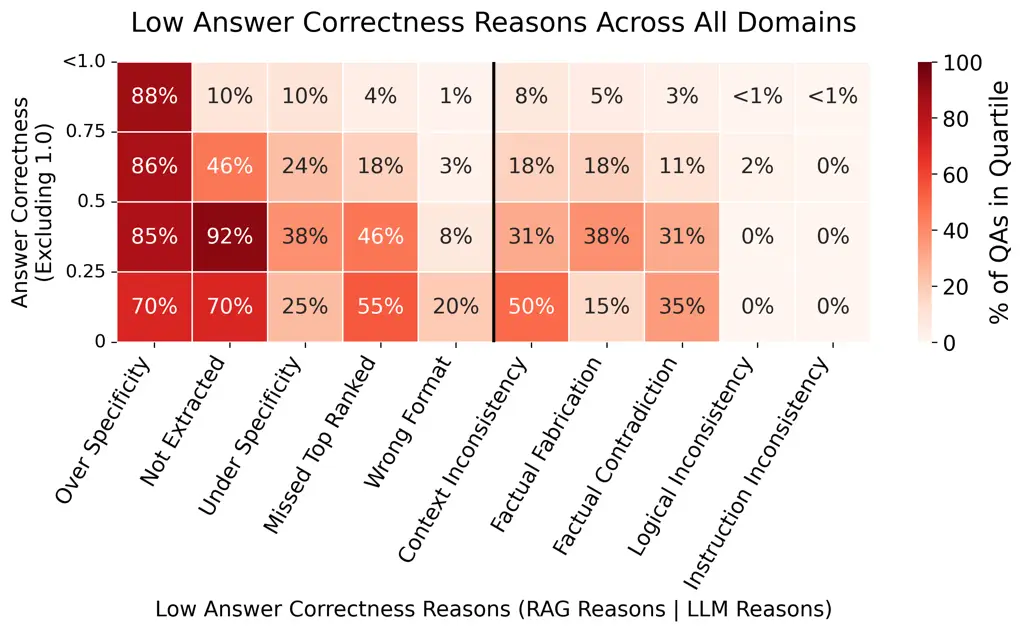 Low Answer Correctness Reasons Across All Domains
Answer Correctness
(Excluding 1.0)
<1.0
0.75
0.5
0.25
0
88% 10% 10% 4% 1% 8% 5% 3% <1% <1%
86% 46% 24% 18% 3% 18% 18% 11% 2% 0%
85% 92% 38% 46% 8% 31% 38% 31% 0% 0%
70% 70% 25% 55% 20% 50% 15% 35% 0% 0%
Over Specificity
Not Extracted
Under Specificity
Missed Top Ranked
Wrong Format
Context Inconsistency
Factual Fabrication
Factual Contradiction
Logical Inconsistency
Instruction Inconsistency
Low Answer Correctness Reasons (RAG Reasons | LLM Reasons)
100
80
60
40
20
0
% of QAs in Quartile